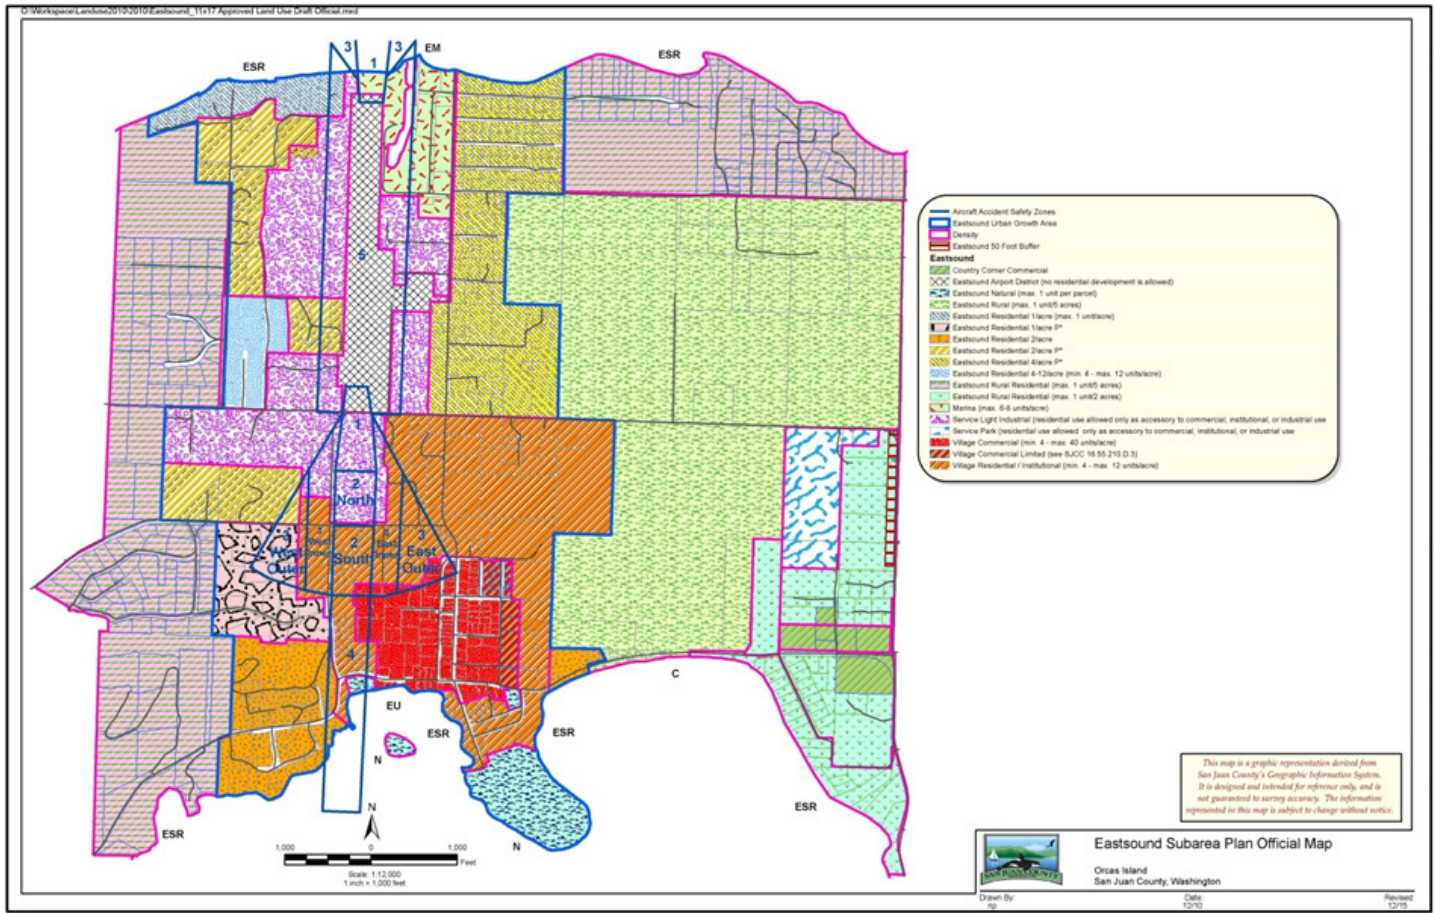 O:\Workspace\Landuse2010\2010\Eastsound_11x17 Approved Land Use Draft Official.mxd
3
3
EM
1
ESR
ESR
5
Aircraft Accident Safety Zones
Eastsound Urban Growth Area
Density
Eastsound 50 Foot Buffer
Eastsound
Country Corner Commercial
Eastsound Airport District (no residential development is allowed)
Eastsound Natural (max. 1 unit per parcel)
Eastsound Rural (max. 1 unit/5 acres)
Eastsound Residential 1/acre (max. 1 unit/acre)
Eastsound Residential 1/acre P*
Eastsound Residential 2/acre
Eastsound Residential 2/acre P*
Eastsound Residential 4/acre P*
Eastsound Residential 4-12/acre (min. 4 - max. 12 units/acre)
Eastsound Rural Residential (max. 1 unit/5 acres)
Eastsound Rural Residential (max. 1 unit/2 acres)
Marina (max. 6-8 units/acre)
Service Light Industrial (residential use allowed only as accessory to commercial, institutional, or industrial use
Service Park (residential use allowed only as accessory to commercial, institutional, or industrial use
Village Commercial (min. 4 - max. 40 units/acre)
Village Commercial Limited (see SJCC 16.55.210.D.3)
Village Residential / Institutional (min. 4 - max. 12 units/acre)
1
2
North
3
West
Outer
2
South
3
East
Outer
4
C
EU
ESR
ESR
N
N
ESR
ESR
N
1,000
0
1,000
Feet
Scale: 1:12,000
1 inch = 1,000 feet
This map is a graphic representation derived from
San Juan County's Geographic Information System.
It is designed and intended for reference only, and is
not guaranteed to survey accuracy. The information
represented in this map is subject to change without notice.
SAN JUAN COUNTY
Eastsound Subarea Plan Official Map
Orcas Island
San Juan County, Washington
Drawn By:
np
Date:
12/10
Revised:
12/15